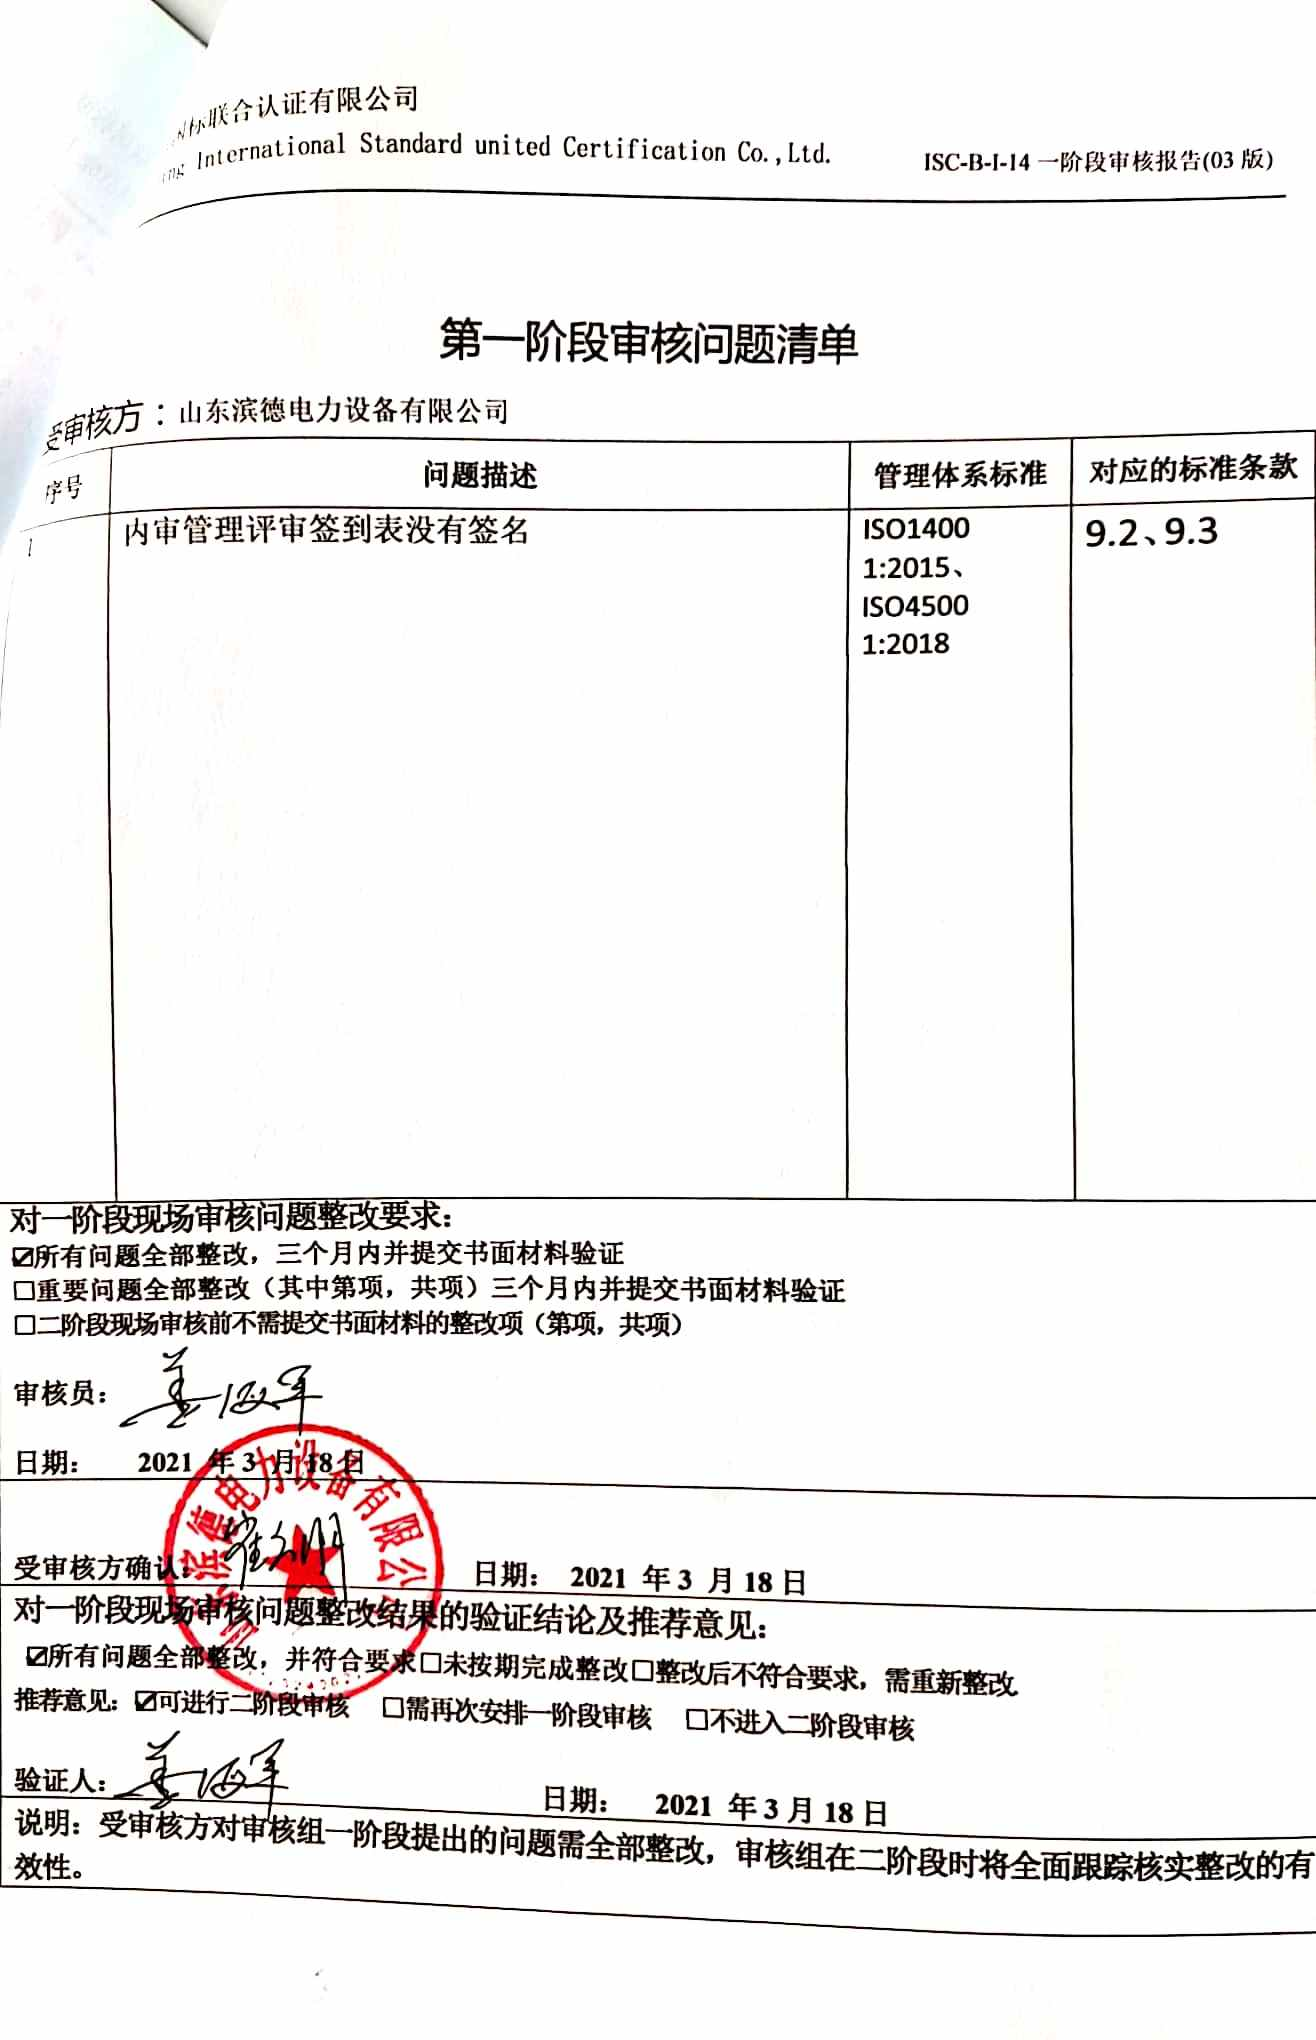 标联合认证有限公司
International Standard united Certification Co.,Ltd.
ISC-B-I-14 一阶段审核报告(03 版)
第一阶段审核问题清单
受审核方：山东滨德电力设备有限公司
序号 问题描述 管理体系标准 对应的标准条款
1 内审管理评审签到表没有签名 ISO1400 9.2、9.3
1:2015、
ISO4500
1:2018
对一阶段现场审核问题整改要求：
☑所有问题全部整改，三个月内并提交书面材料验证
□重要问题全部整改（其中第项，共项）三个月内并提交书面材料验证
□二阶段现场审核前不需提交书面材料的整改项（第项，共项）
审核员：姜海军
日期： 2021 年 3 月 18 日
滨德电力设备有限公
受审核方确认： 日期： 2021 年 3 月 18 日
对一阶段现场审核问题整改结果的验证结论及推荐意见：
☑所有问题全部整改，并符合要求□未按期完成整改□整改后不符合要求，需重新整改
推荐意见：☑可进行二阶段审核 □需再次安排一阶段审核 □不进入二阶段审核
验证人：姜海军 日期： 2021 年 3 月 18 日
说明：受审核方对审核组一阶段提出的问题需全部整改，审核组在二阶段时将全面跟踪核实整改的有
效性。